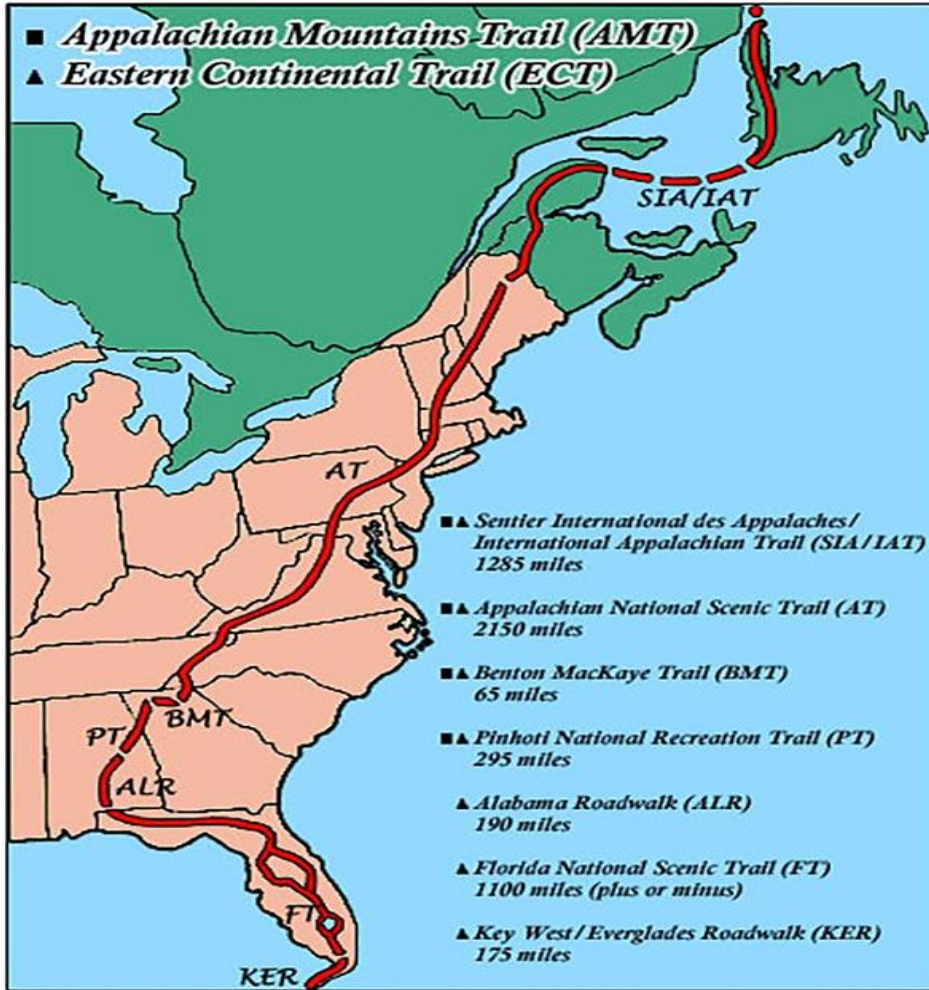 ■ Appalachian Mountains Trail (AMT)
▲ Eastern Continental Trail (ECT)
SIA/IAT
AT
■▲ Sentier International des Appalaches/
International Appalachian Trail (SIA/IAT)
1285 miles
■▲ Appalachian National Scenic Trail (AT)
2150 miles
■▲ Benton MacKaye Trail (BMT)
65 miles
■▲ Pinhoti National Recreation Trail (PT)
295 miles
▲ Alabama Roadwalk (ALR)
190 miles
▲ Florida National Scenic Trail (FT)
1100 miles (plus or minus)
▲ Key West/Everglades Roadwalk (KER)
175 miles
BMT
PT
ALR
FT
KER